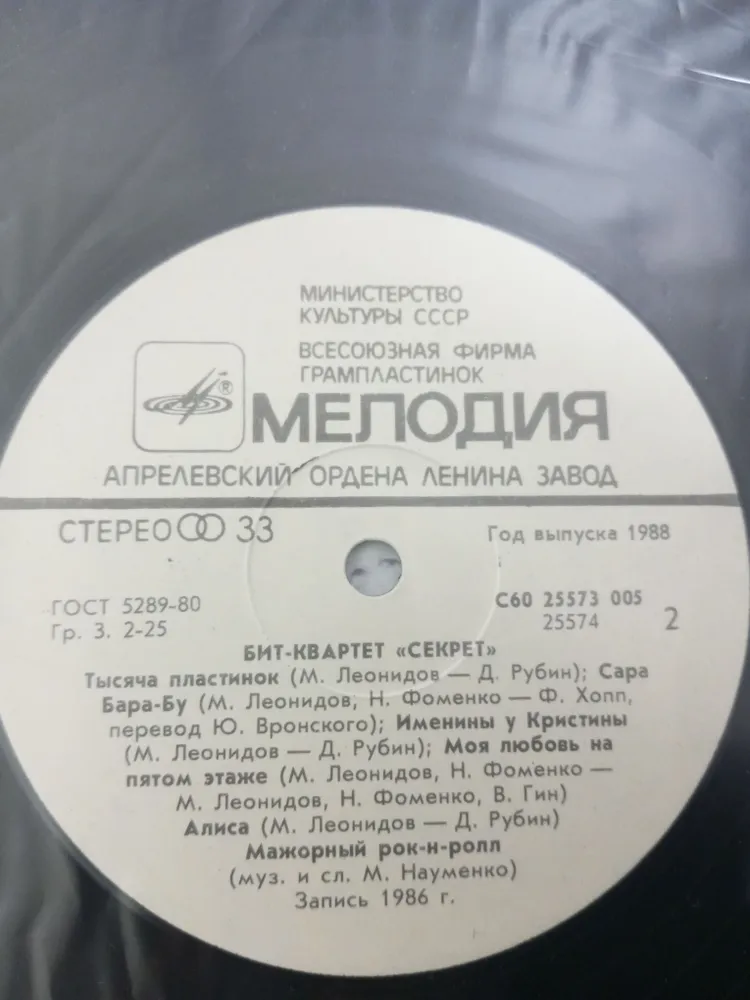 МИНИСТЕРСТВО
КУЛЬТУРЫ СССР
ВСЕСОЮЗНАЯ ФИРМА
ГРАМПЛАСТИНОК
®
МЕЛОДИЯ
АПРЕЛЕВСКИЙ ОРДЕНА ЛЕНИНА ЗАВОД
СТЕРЕО 33
Год выпуска 1988
ГОСТ 5289-80
Гр. 3. 2-25
С60 25573 005
25574
2
БИТ-КВАРТЕТ «СЕКРЕТ»
Тысяча пластинок (М. Леонидов — Д. Рубин); Сара
Бара-Бу (М. Леонидов, Н. Фоменко — Ф. Хопп,
перевод Ю. Вронского); Именины у Кристины
(М. Леонидов — Д. Рубин); Моя любовь на
пятом этаже (М. Леонидов, Н. Фоменко —
М. Леонидов, Н. Фоменко, В. Гин)
Алиса (М. Леонидов — Д. Рубин)
Мажорный рок-н-ролл
(муз. и сл. М. Науменко)
Запись 1986 г.